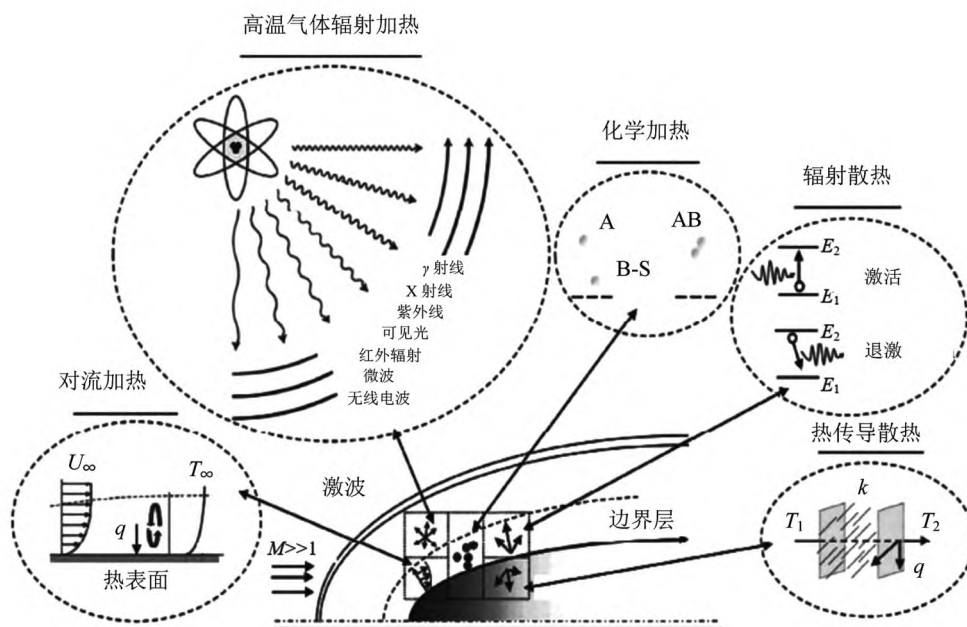 高温气体辐射加热
γ射线
X射线
紫外线
可见光
红外辐射
微波
无线电波
化学加热
A
AB
B-S
辐射散热
E2
激活
E1
E2
退激
E1
对流加热
U∞
T∞
q
热表面
激波
M>>1
边界层
热传导散热
k
T1
T2
q